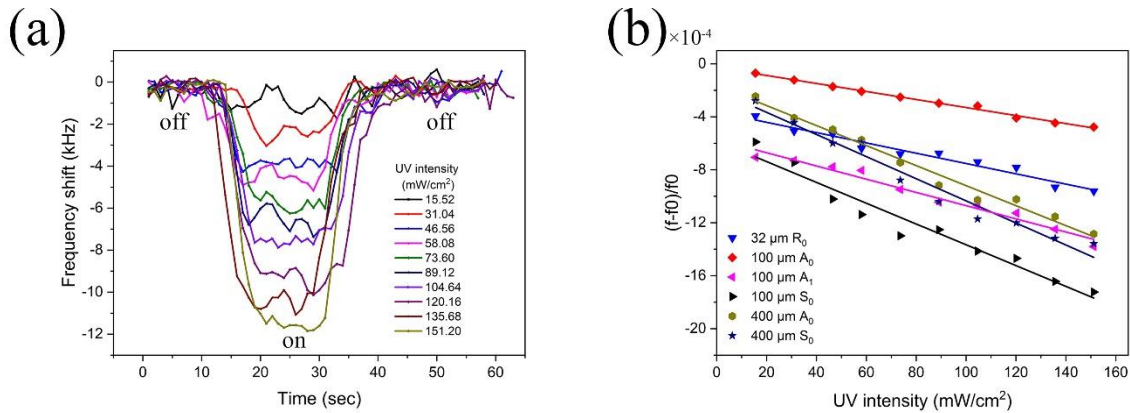 (a)
Frequency shift (kHz)
0
-2
-4
-6
-8
-10
-12
off
off
on
UV intensity
(mW/cm²)
15.52
31.04
46.56
58.08
73.60
89.12
104.64
120.16
135.68
151.20
0 10 20 30 40 50 60
Time (sec)
(b)
×10⁻⁴
(f-f0)/f0
0
-4
-8
-12
-16
-20
32 µm R₀
100 µm A₀
100 µm A₁
100 µm S₀
400 µm A₀
400 µm S₀
0 20 40 60 80 100 120 140 160
UV intensity (mW/cm²)